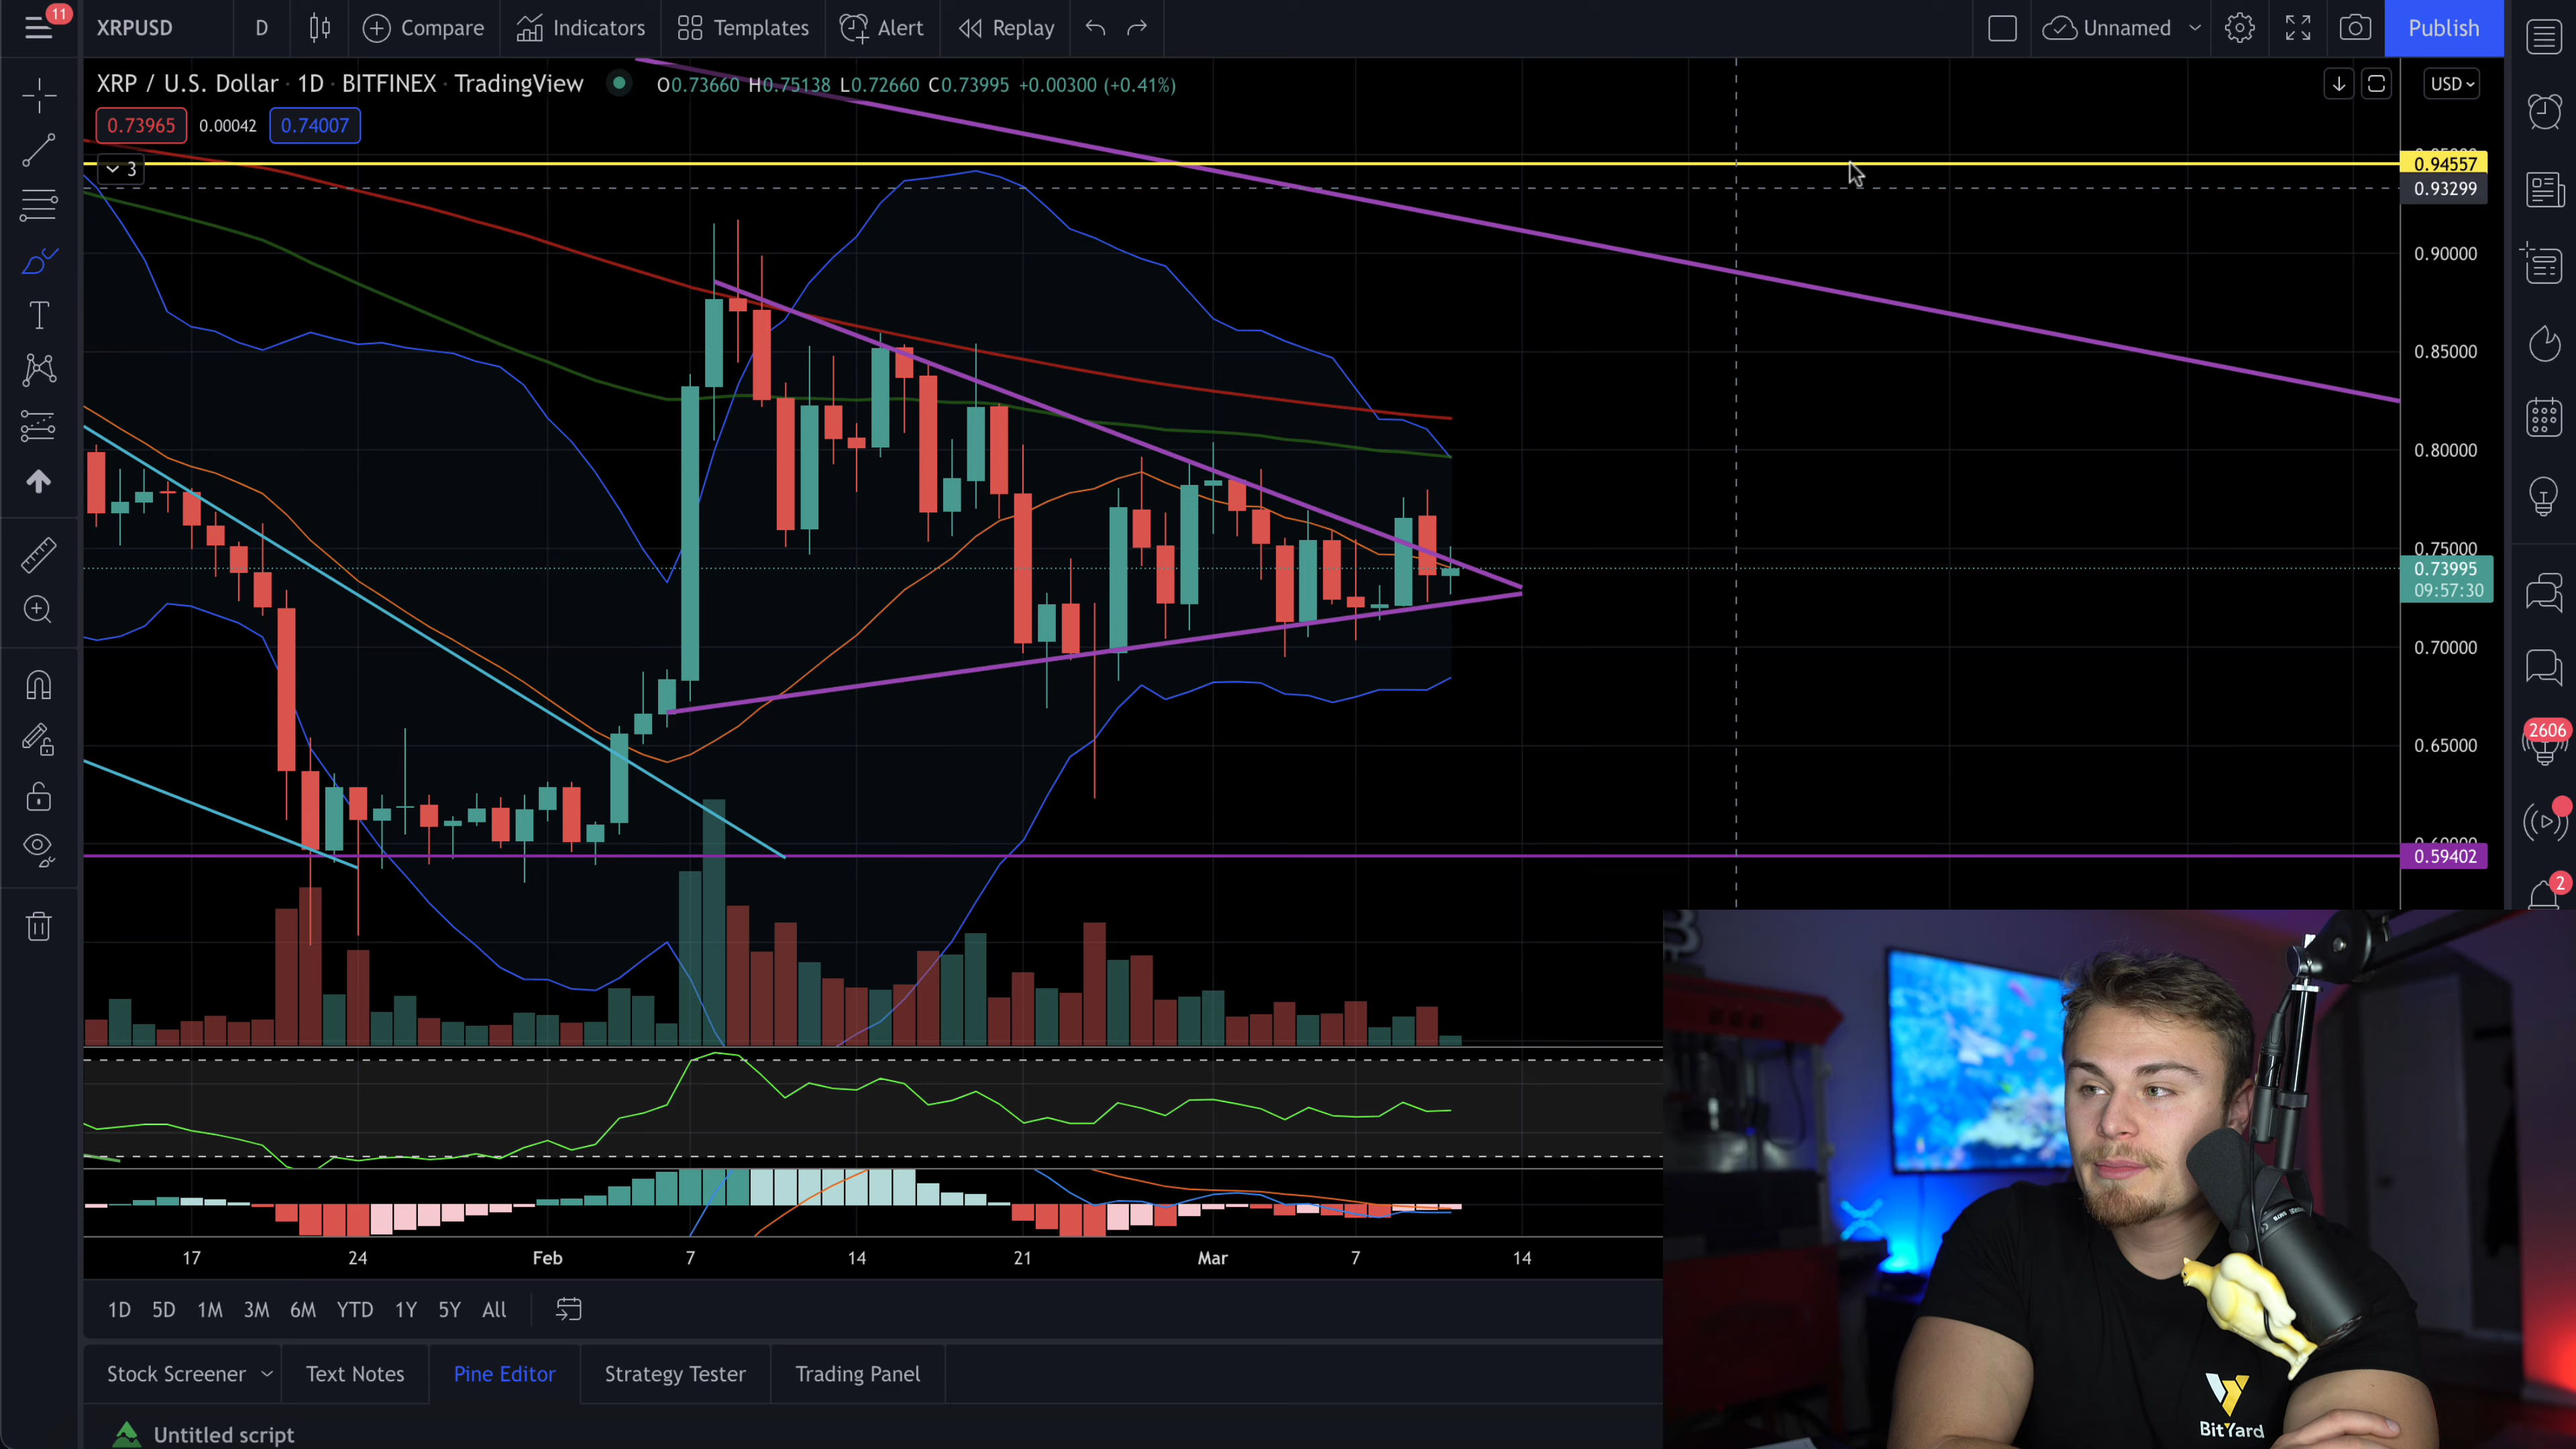 11
XRPUSD D Compare Indicators Templates Alert Replay Unnamed Publish
XRP / U.S. Dollar · 1D · BITFINEX · TradingView O0.73660 H0.75138 L0.72660 C0.73995 +0.00300 (+0.41%) USD
0.73965 0.00042 0.74007
3
0.94557
0.93299
0.90000
0.85000
0.80000
0.75000
0.73995
09:57:30
0.70000
0.65000
0.59402
2606
2
17 24 Feb 7 14 21 Mar 7 14
1D 5D 1M 3M 6M YTD 1Y 5Y All
Stock Screener Text Notes Pine Editor Strategy Tester Trading Panel
Untitled script
BitYard